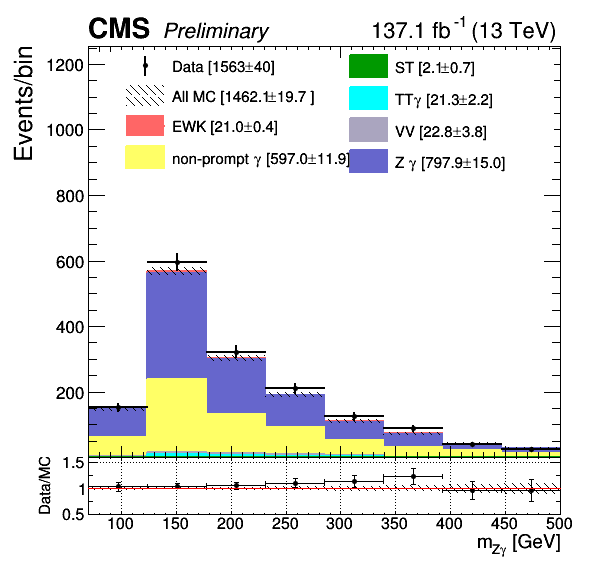 CMS Preliminary 137.1 fb⁻¹ (13 TeV)
Events/bin
1200
1000
800
600
400
200
Data [1563±40]
All MC [1462.1±19.7 ]
EWK [21.0±0.4]
non-prompt γ [597.0±11.9]
ST [2.1±0.7]
TTγ [21.3±2.2]
VV [22.8±3.8]
Z γ [797.9±15.0]
Data/MC
1.5
1
0.5
100 150 200 250 300 350 400 450 500
m_Zγ [GeV]